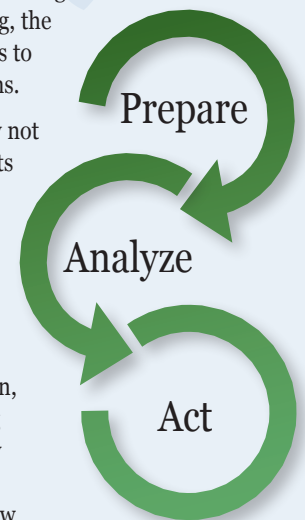 g, the
s to
ns.
Prepare
not
ts
Analyze
n,
Act